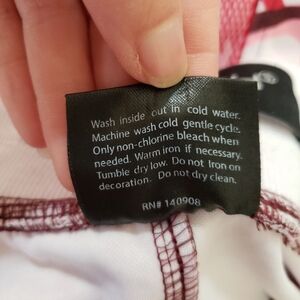 Wash inside out in cold water.
Machine wash cold gentle cycle.
Only non-chlorine bleach when
needed. Warm iron if necessary.
Tumble dry low. Do not Iron on
decoration. Do not dry clean.
RN# 140908